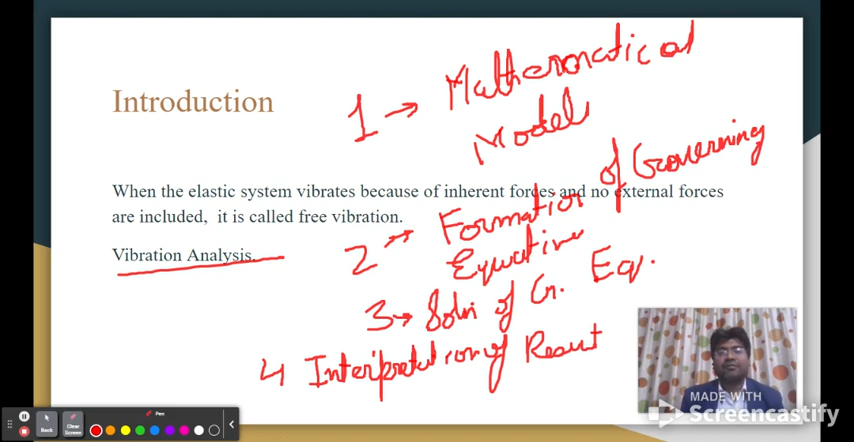 Introduction
1 → Mathematical
Model
When the elastic system vibrates because of inherent forces and no external forces
are included, it is called free vibration.
Vibration Analysis.
2 → Formation of Governing
Equation
3 → Soln of G. Eq.
4 Interpretation of Result
MADE WITH
Screencastify
Pen
Back
Clear
Screen